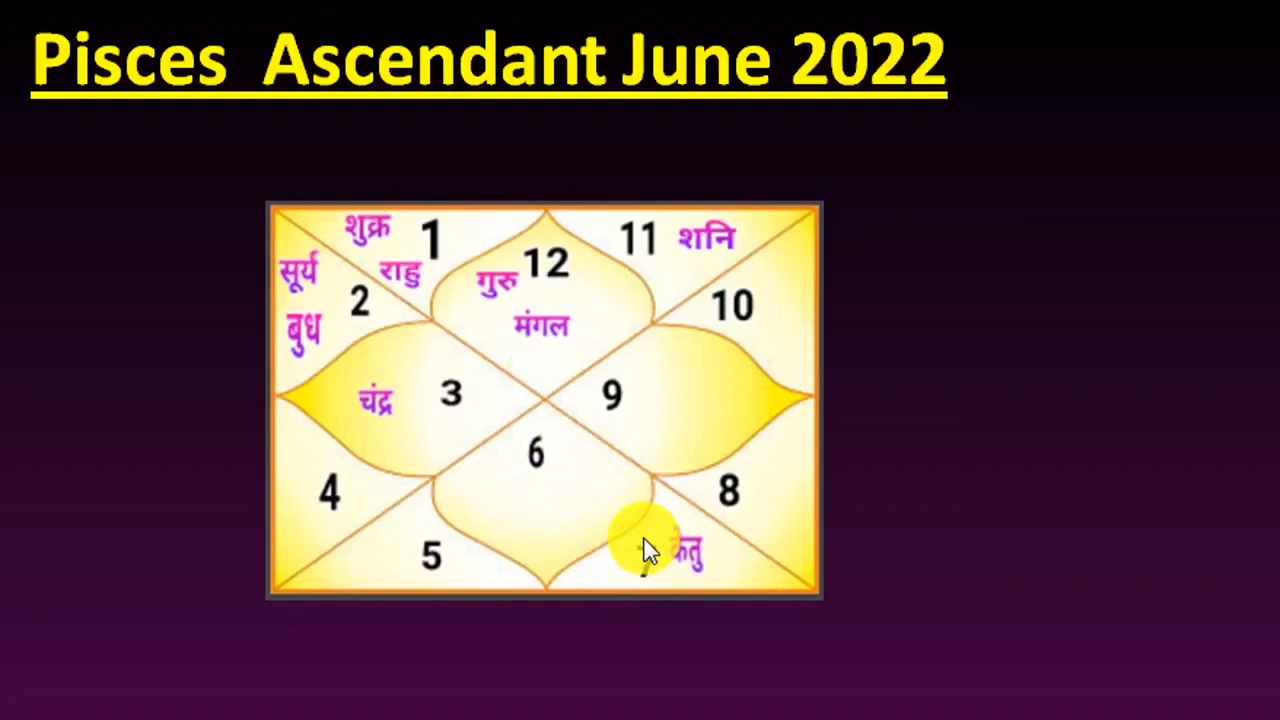 Pisces Ascendant June 2022
शुक्र 1 12 11 शनि
सूर्य राहु गुरु
2 मंगल 10
बुध
चंद्र 3 9
6
4 8
5 केतु